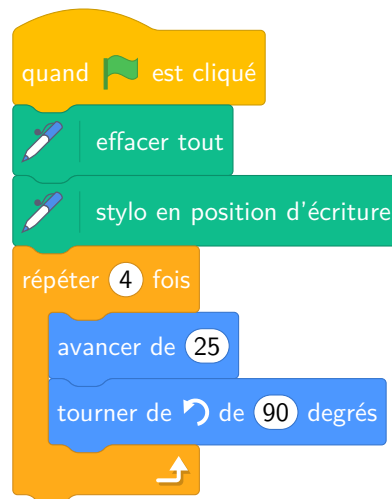 quand est cliqué
effacer tout
stylo en position d'écriture
répéter 4 fois
avancer de 25
tourner de de 90 degrés